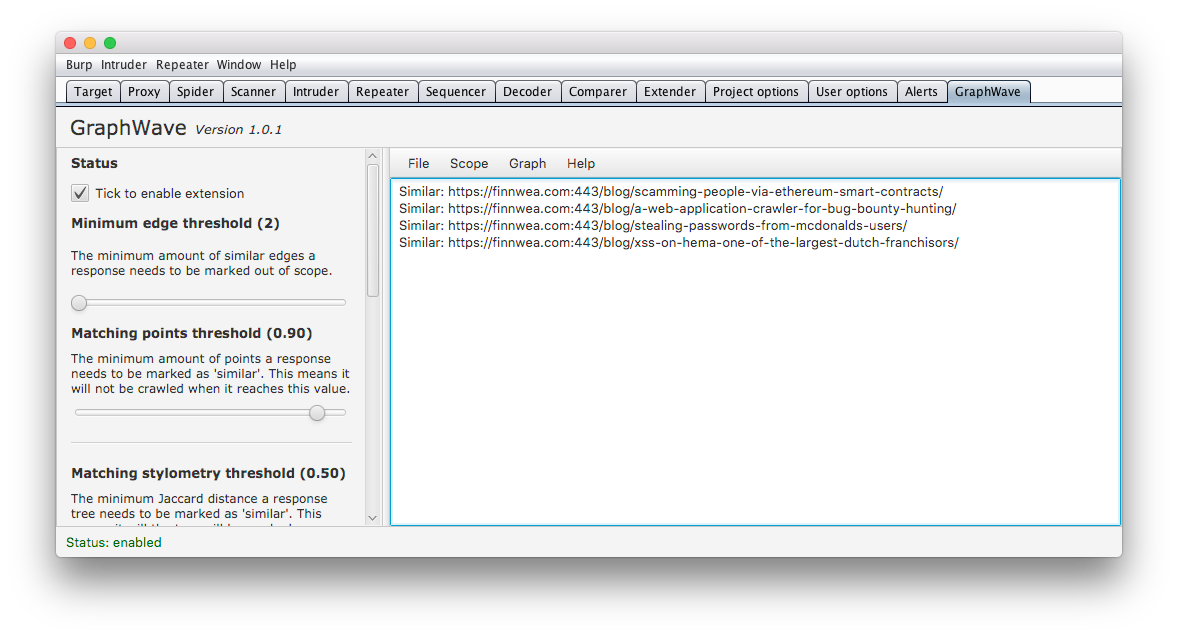 Burp Intruder Repeater Window Help
Target Proxy Spider Scanner Intruder Repeater Sequencer Decoder Comparer Extender Project options User options Alerts GraphWave
GraphWave Version 1.0.1
Status
Tick to enable extension
Minimum edge threshold (2)
The minimum amount of similar edges a
response needs to be marked out of scope.
Matching points threshold (0.90)
The minimum amount of points a response
needs to be marked as 'similar'. This means it
will not be crawled when it reaches this value.
Matching stylometry threshold (0.50)
The minimum Jaccard distance a response
tree needs to be marked as 'similar'. This
File Scope Graph Help
Similar: https://finnwea.com:443/blog/scamming-people-via-ethereum-smart-contracts/
Similar: https://finnwea.com:443/blog/a-web-application-crawler-for-bug-bounty-hunting/
Similar: https://finnwea.com:443/blog/stealing-passwords-from-mcdonalds-users/
Similar: https://finnwea.com:443/blog/xss-on-hema-one-of-the-largest-dutch-franchisors/
Status: enabled